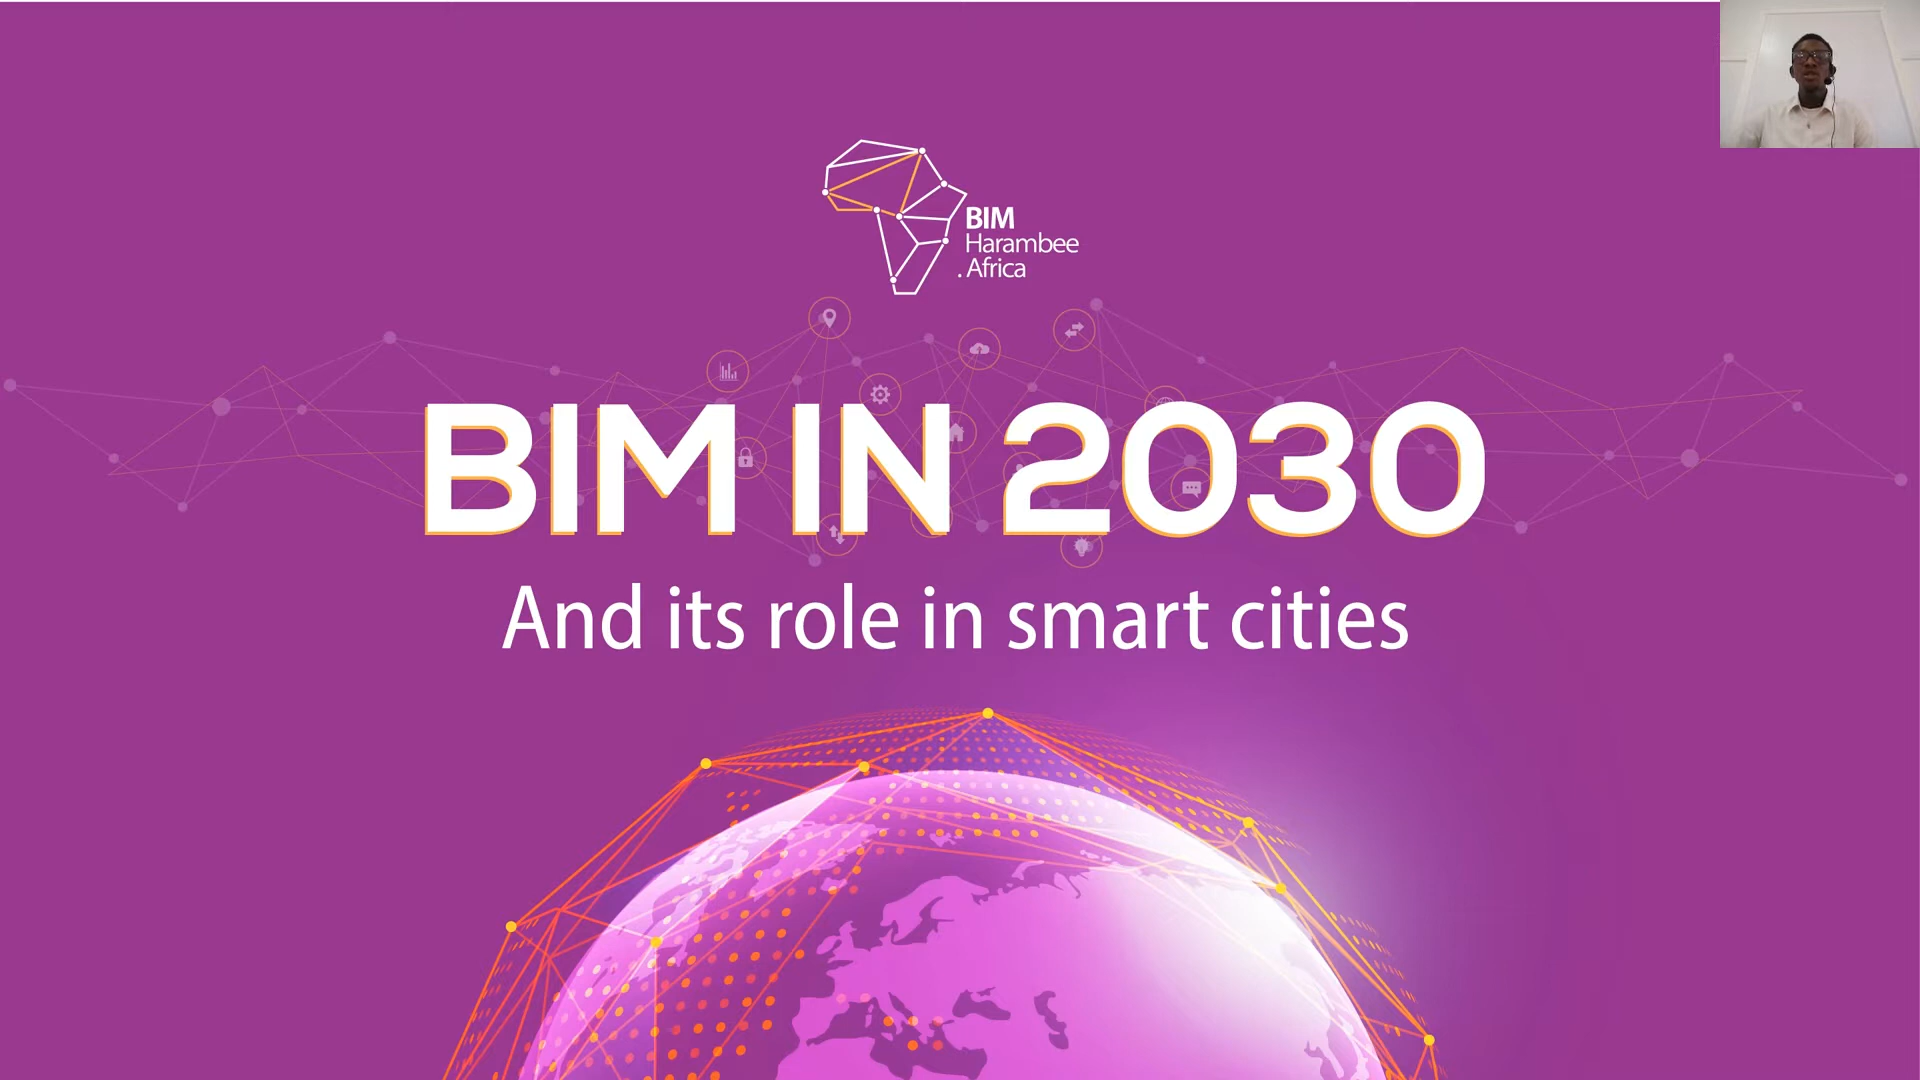 BIM
Harambee
.Africa
BIM IN 2030
And its role in smart cities